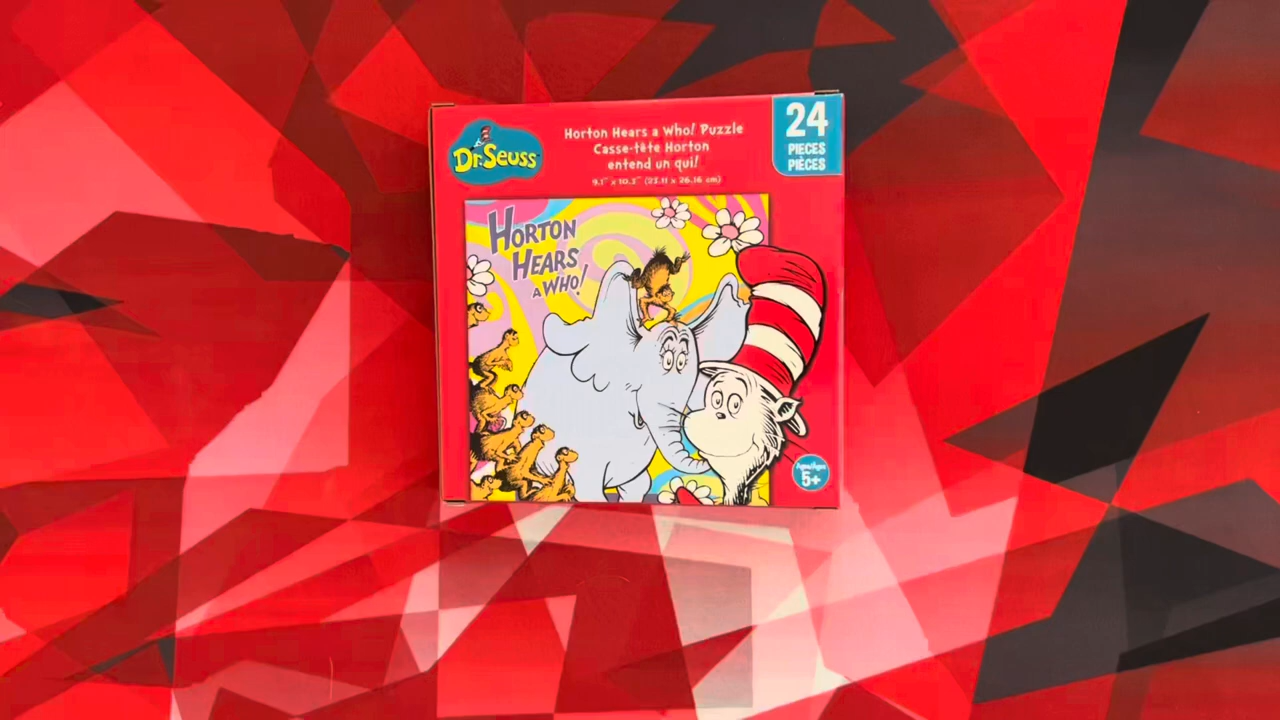 Dr. Seuss
Horton Hears a Who! Puzzle
Casse-tête Horton
entend un qui!
9.1" x 10.3" (23.11 x 26.16 cm)
24
PIECES
PIÈCES
HORTON
HEARS
A WHO!
Ages/Ages
5+